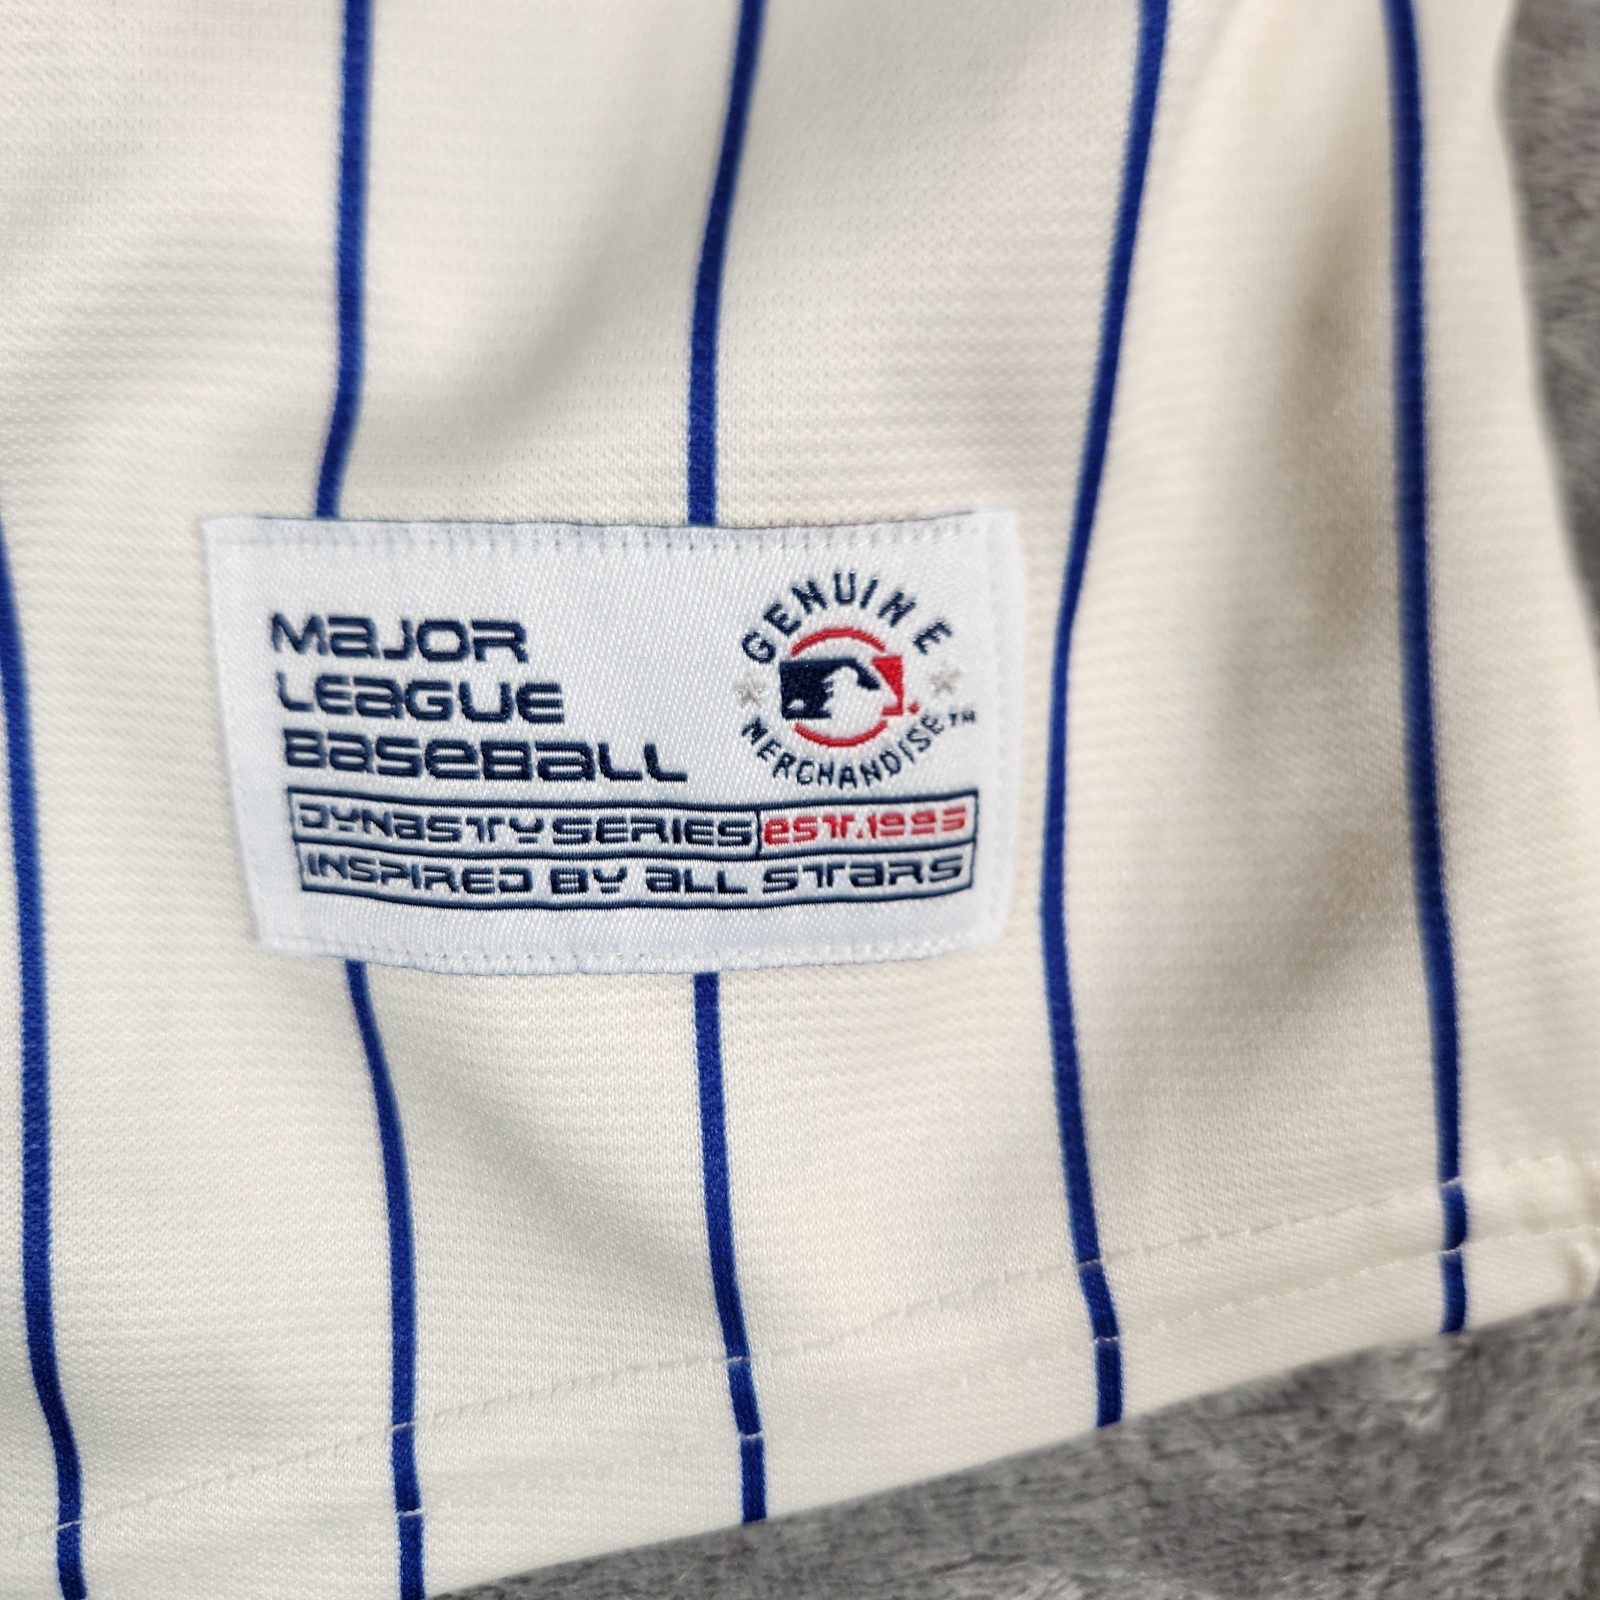 MAJOR
LEAGUE
BASEBALL
GENUINE
MERCHANDISE™
DYNASTY SERIES EST.1995
INSPIRED BY ALL STARS